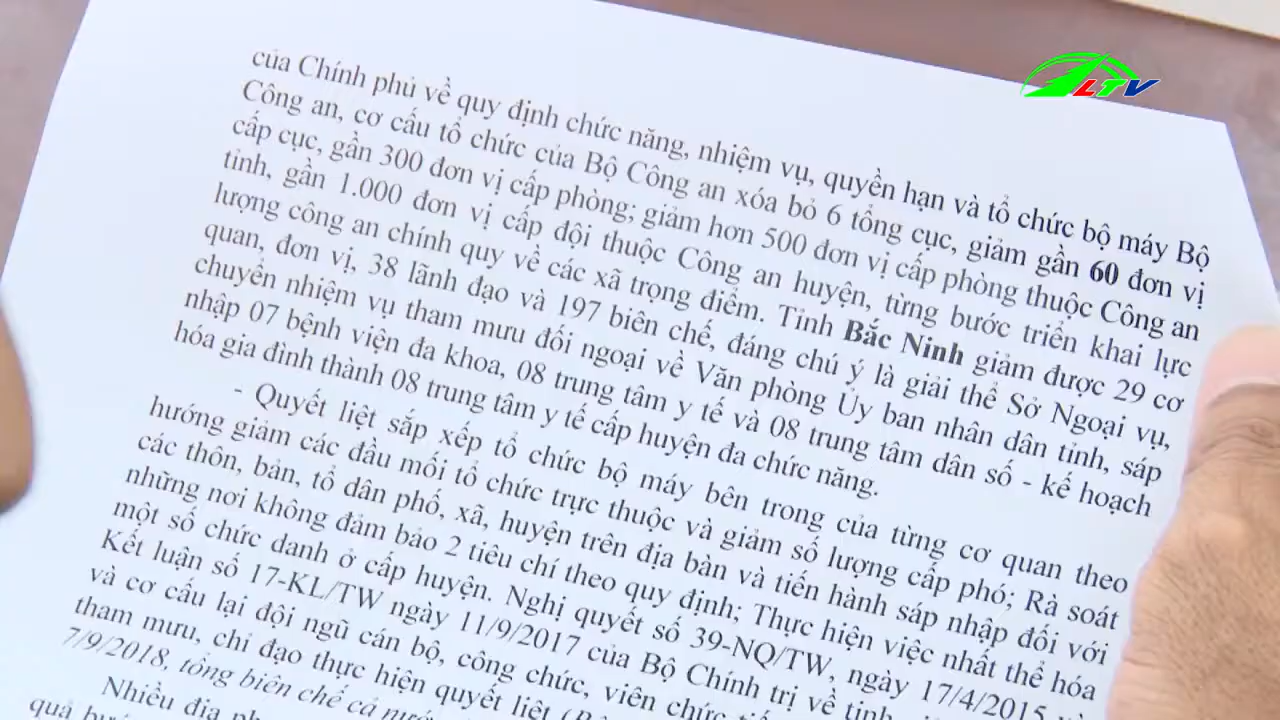 LTV
của Chính phủ về quy định chức năng, nhiệm vụ, quyền hạn và tổ chức bộ máy Bộ
Công an, cơ cấu tổ chức của Bộ Công an xóa bỏ 6 tổng cục, giảm gần 60 đơn vị
cấp cục, gần 300 đơn vị cấp phòng; giảm hơn 500 đơn vị cấp phòng thuộc Công an
tỉnh, gần 1.000 đơn vị cấp đội thuộc Công an huyện, từng bước triển khai lực
lượng công an chính quy về các xã trọng điểm. Tỉnh Bắc Ninh giảm được 29 cơ
quan, đơn vị, 38 lãnh đạo và 197 biên chế, đáng chú ý là giải thể Sở Ngoại vụ,
chuyển nhiệm vụ tham mưu đối ngoại về Văn phòng Ủy ban nhân dân tỉnh, sáp
nhập 07 bệnh viện đa khoa, 08 trung tâm y tế và 08 trung tâm dân số - kế hoạch
hóa gia đình thành 08 trung tâm y tế cấp huyện đa chức năng.
- Quyết liệt sắp xếp tổ chức bộ máy bên trong của từng cơ quan theo
hướng giảm các đầu mối tổ chức trực thuộc và giảm số lượng cấp phó; Rà soát
các thôn, bản, tổ dân phố, xã, huyện trên địa bàn và tiến hành sáp nhập đối với
những nơi không đảm bảo 2 tiêu chí theo quy định; Thực hiện việc nhất thể hóa
một số chức danh ở cấp huyện. Nghị quyết số 39-NQ/TW, ngày 17/4/2015
Kết luận số 17-KL/TW ngày 11/9/2017 của Bộ Chính trị về tinh
và cơ cấu lại đội ngũ cán bộ, công chức, viên chức
tham mưu, chỉ đạo thực hiện quyết liệt
7/9/2018, tổng biên chế cả nước
Nhiều địa
quả